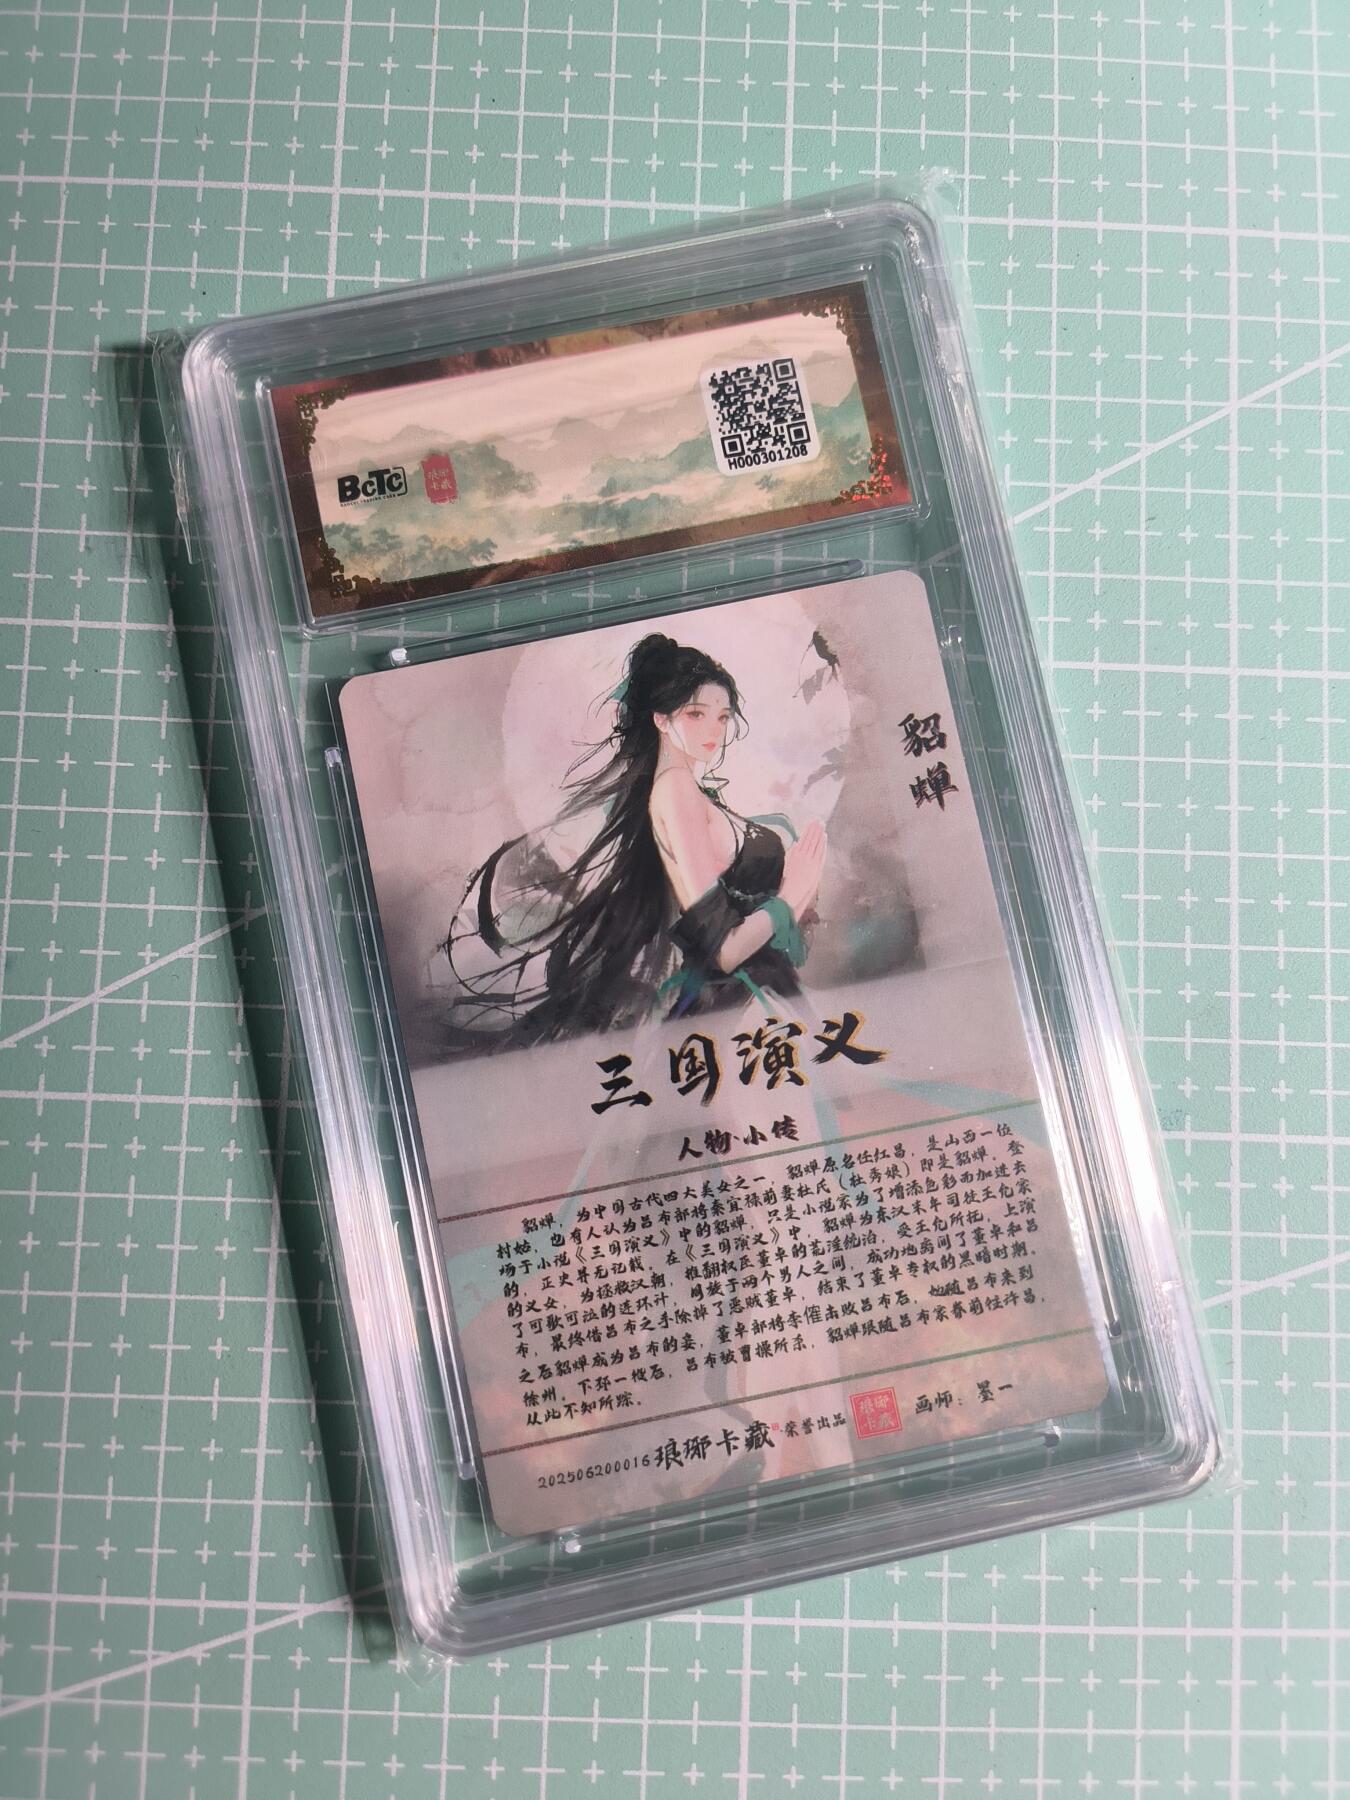 BcTC
琅琊
卡藏
H000301208
貂蝉
三国演义
人物·小传
貂蝉，为中国古代四大美女之一，貂蝉原名任红昌，是山西一位
村姑，也有人认为吕布部将秦宜禄前妻杜氏（杜秀娘）即是貂蝉。登
场于小说《三国演义》中的貂蝉，只是小说家为了增添色彩而加进去
的，正史并无记载。在《三国演义》中，貂蝉为东汉末年司徒王允家
的义女，为拯救汉朝，推翻权臣董卓的荒淫统治，受王允所托，上演
了可歌可泣的连环计，周旋于两个男人之间，成功地离间了董卓和吕
布，最终借吕布之手除掉了恶贼董卓，结束了董卓专权的黑暗时期。
之后貂蝉成为吕布的妾，董卓部将李傕击败吕布后，她随吕布来到
徐州。下邳一役后，吕布被曹操所杀，貂蝉跟随吕布家眷前往许昌，
从此不知所踪。
202506200016 琅琊卡藏 荣誉出品 琅琊卡藏 画师：墨一